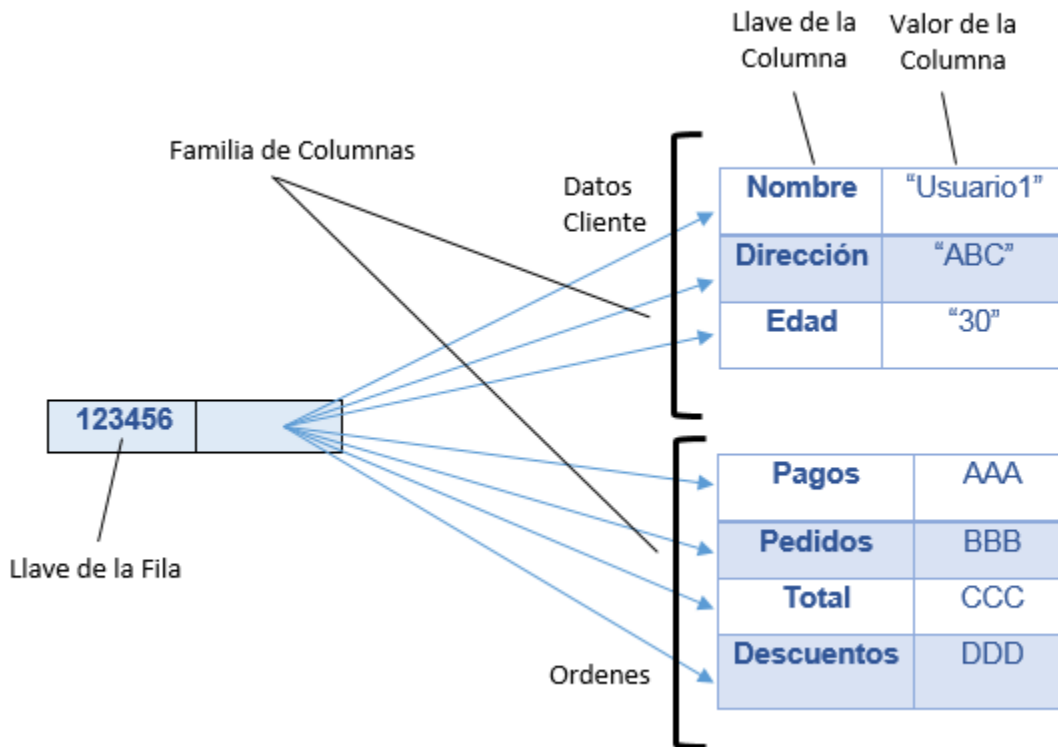 Llave de la
Columna
Valor de la
Columna
Familia de Columnas
Datos
Cliente
Nombre "Usuario1"
Dirección "ABC"
Edad "30"
123456
Llave de la Fila
Pagos AAA
Pedidos BBB
Total CCC
Descuentos DDD
Ordenes